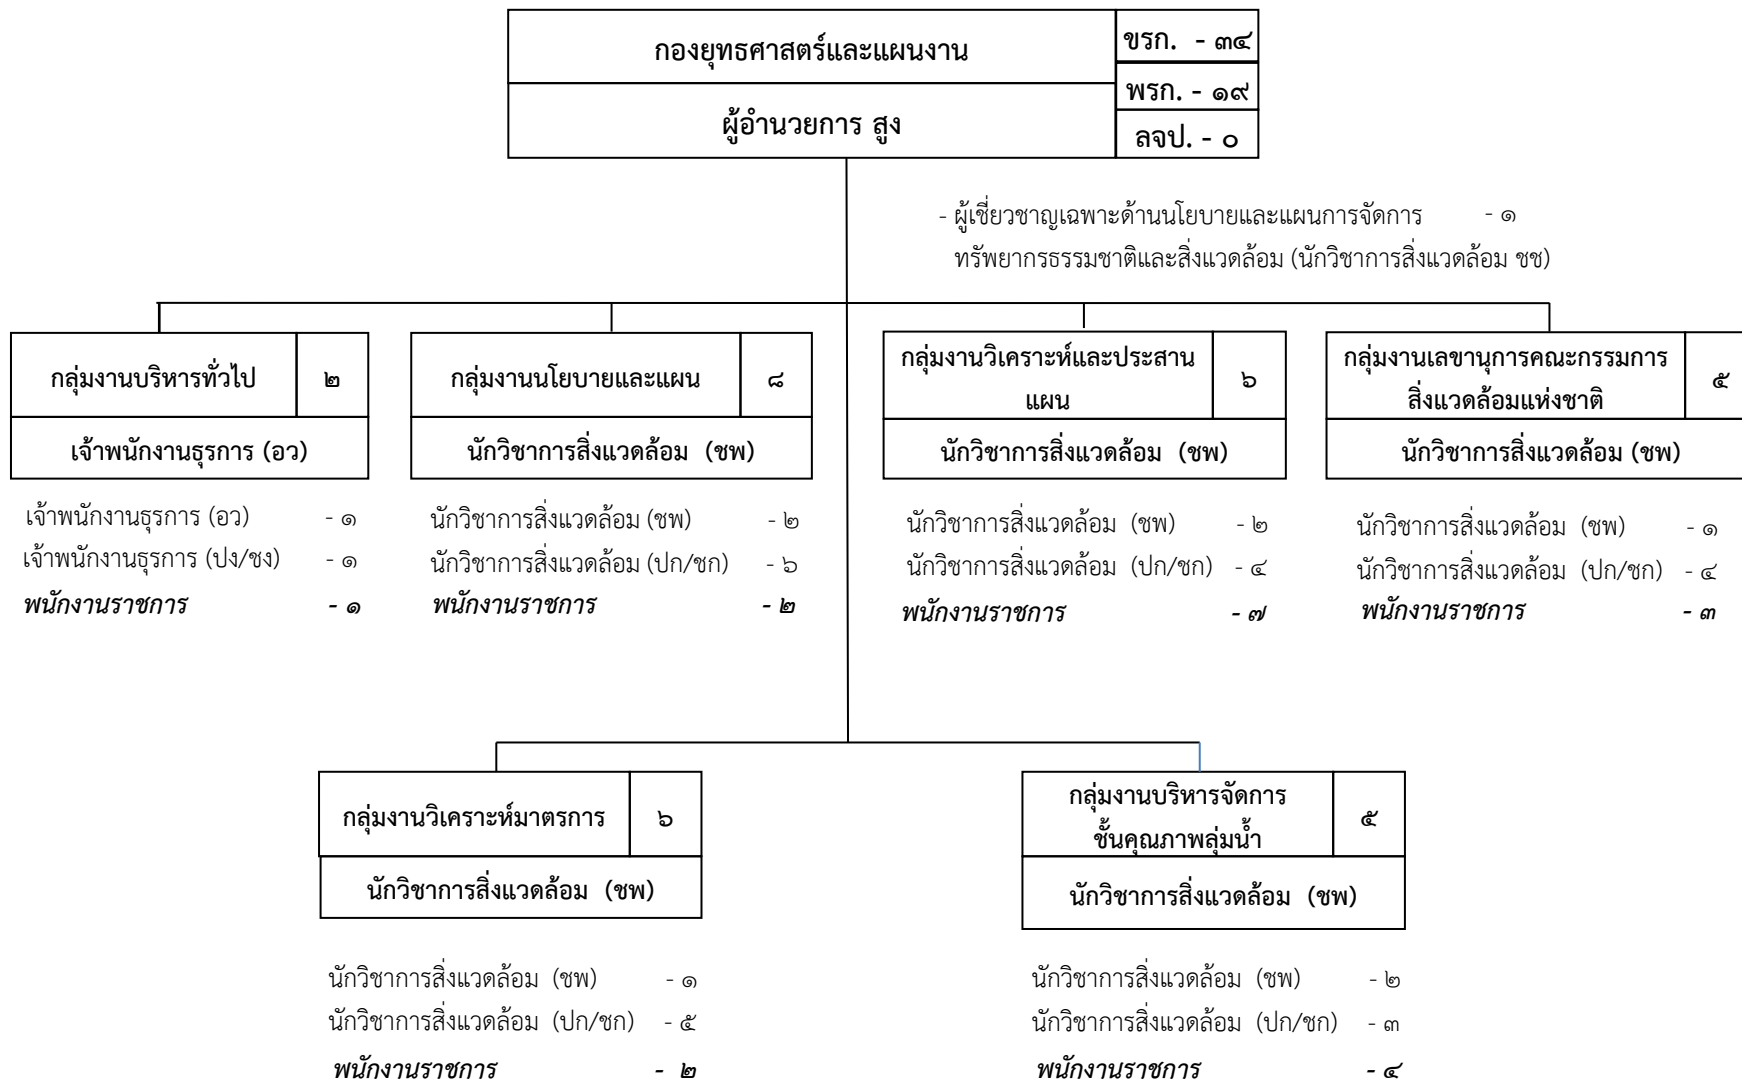 กองยุทธศาสตร์และแผนงาน
ขรก. - ๓๔
ผู้อำนวยการ สูง
พรก. - ๑๙
ลจป. - ๐
- ผู้เชี่ยวชาญเฉพาะด้านนโยบายและแผนการจัดการ - ๑
ทรัพยากรธรรมชาติและสิ่งแวดล้อม (นักวิชาการสิ่งแวดล้อม ชช)
กลุ่มงานบริหารทั่วไป ๒
เจ้าพนักงานธุรการ (อว)
เจ้าพนักงานธุรการ (อว) - ๑
เจ้าพนักงานธุรการ (ปง/ชง) - ๑
พนักงานราชการ - ๑
กลุ่มงานนโยบายและแผน ๘
นักวิชาการสิ่งแวดล้อม (ชพ)
นักวิชาการสิ่งแวดล้อม (ชพ) - ๒
นักวิชาการสิ่งแวดล้อม (ปก/ชก) - ๖
พนักงานราชการ - ๒
กลุ่มงานวิเคราะห์และประสาน
แผน
๖
นักวิชาการสิ่งแวดล้อม (ชพ)
นักวิชาการสิ่งแวดล้อม (ชพ) - ๒
นักวิชาการสิ่งแวดล้อม (ปก/ชก) - ๔
พนักงานราชการ - ๗
กลุ่มงานเลขานุการคณะกรรมการ
สิ่งแวดล้อมแห่งชาติ
๕
นักวิชาการสิ่งแวดล้อม (ชพ)
นักวิชาการสิ่งแวดล้อม (ชพ) - ๑
นักวิชาการสิ่งแวดล้อม (ปก/ชก) - ๔
พนักงานราชการ - ๓
กลุ่มงานวิเคราะห์มาตรการ ๖
นักวิชาการสิ่งแวดล้อม (ชพ)
นักวิชาการสิ่งแวดล้อม (ชพ) - ๑
นักวิชาการสิ่งแวดล้อม (ปก/ชก) - ๕
พนักงานราชการ - ๒
กลุ่มงานบริหารจัดการ
ชั้นคุณภาพลุ่มน้ำ
๕
นักวิชาการสิ่งแวดล้อม (ชพ)
นักวิชาการสิ่งแวดล้อม (ชพ) - ๒
นักวิชาการสิ่งแวดล้อม (ปก/ชก) - ๓
พนักงานราชการ - ๔